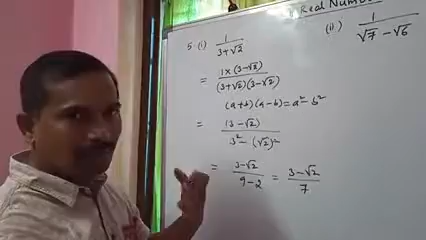 Real Num
5. (i) 1/(3+√2)
(ii) 1/(√7-√6)
= 1×(3-√2)/(3+√2)(3-√2)
(a+b)(a-b)=a²-b²
= (3-√2)/(3²-(√2)²)
= (3-√2)/(9-2) = (3-√2)/7